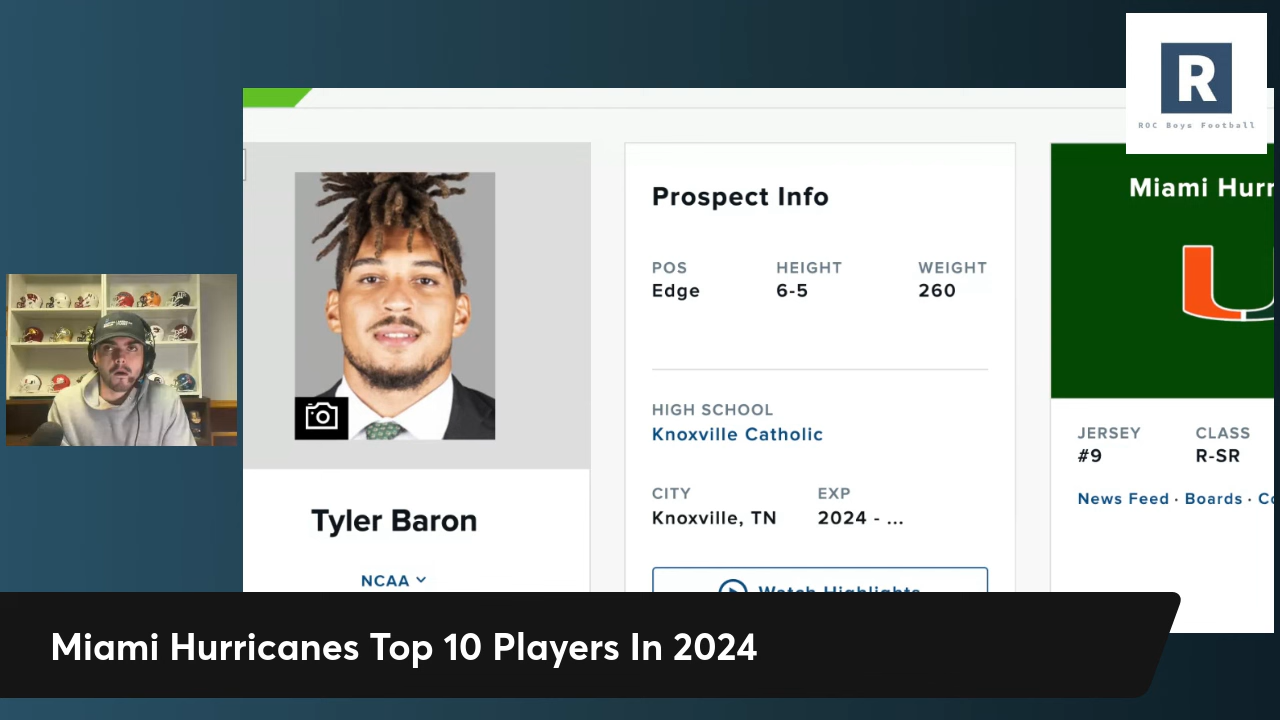 R
ROC Boys Football
Miami Hurr
Prospect Info
POS HEIGHT WEIGHT
Edge 6-5 260
HIGH SCHOOL
Knoxville Catholic
JERSEY CLASS
#9 R-SR
CITY EXP
Knoxville, TN 2024 - ...
News Feed · Boards · Co
Tyler Baron
NCAA
Watch Highlights
Miami Hurricanes Top 10 Players In 2024